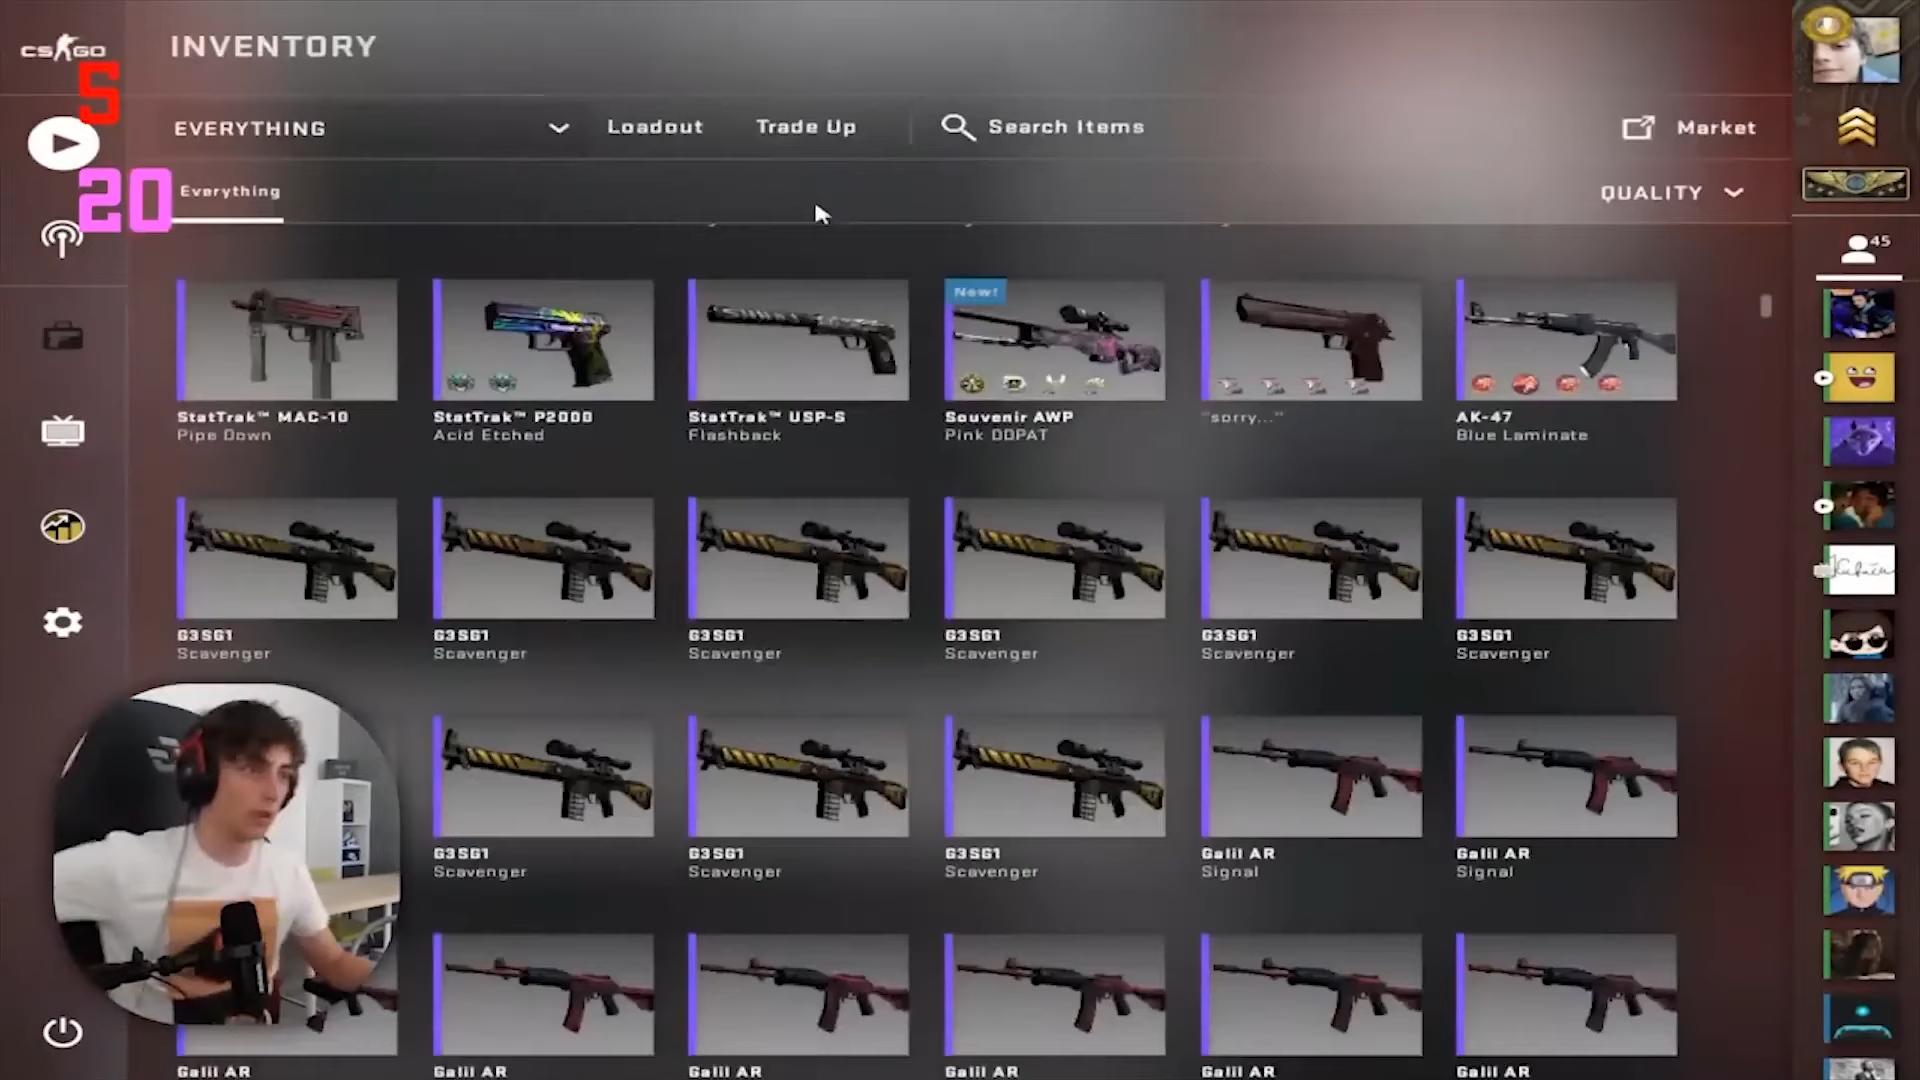 CS GO
INVENTORY
5
EVERYTHING
Loadout
Trade Up
Search Items
Market
20
Everything
QUALITY
45
New!
StatTrak™ MAC-10
Pipe Down
StatTrak™ P2000
Acid Etched
StatTrak™ USP-S
Flashback
Souvenir AWP
Pink DDPAT
"sorry..."
AK-47
Blue Laminate
G3SG1
Scavenger
G3SG1
Scavenger
G3SG1
Scavenger
G3SG1
Scavenger
G3SG1
Scavenger
G3SG1
Scavenger
G3SG1
Scavenger
G3SG1
Scavenger
G3SG1
Scavenger
Galil AR
Signal
Galil AR
Signal
Galil AR
Galil AR
Galil AR
Galil AR
Galil AR
Galil AR